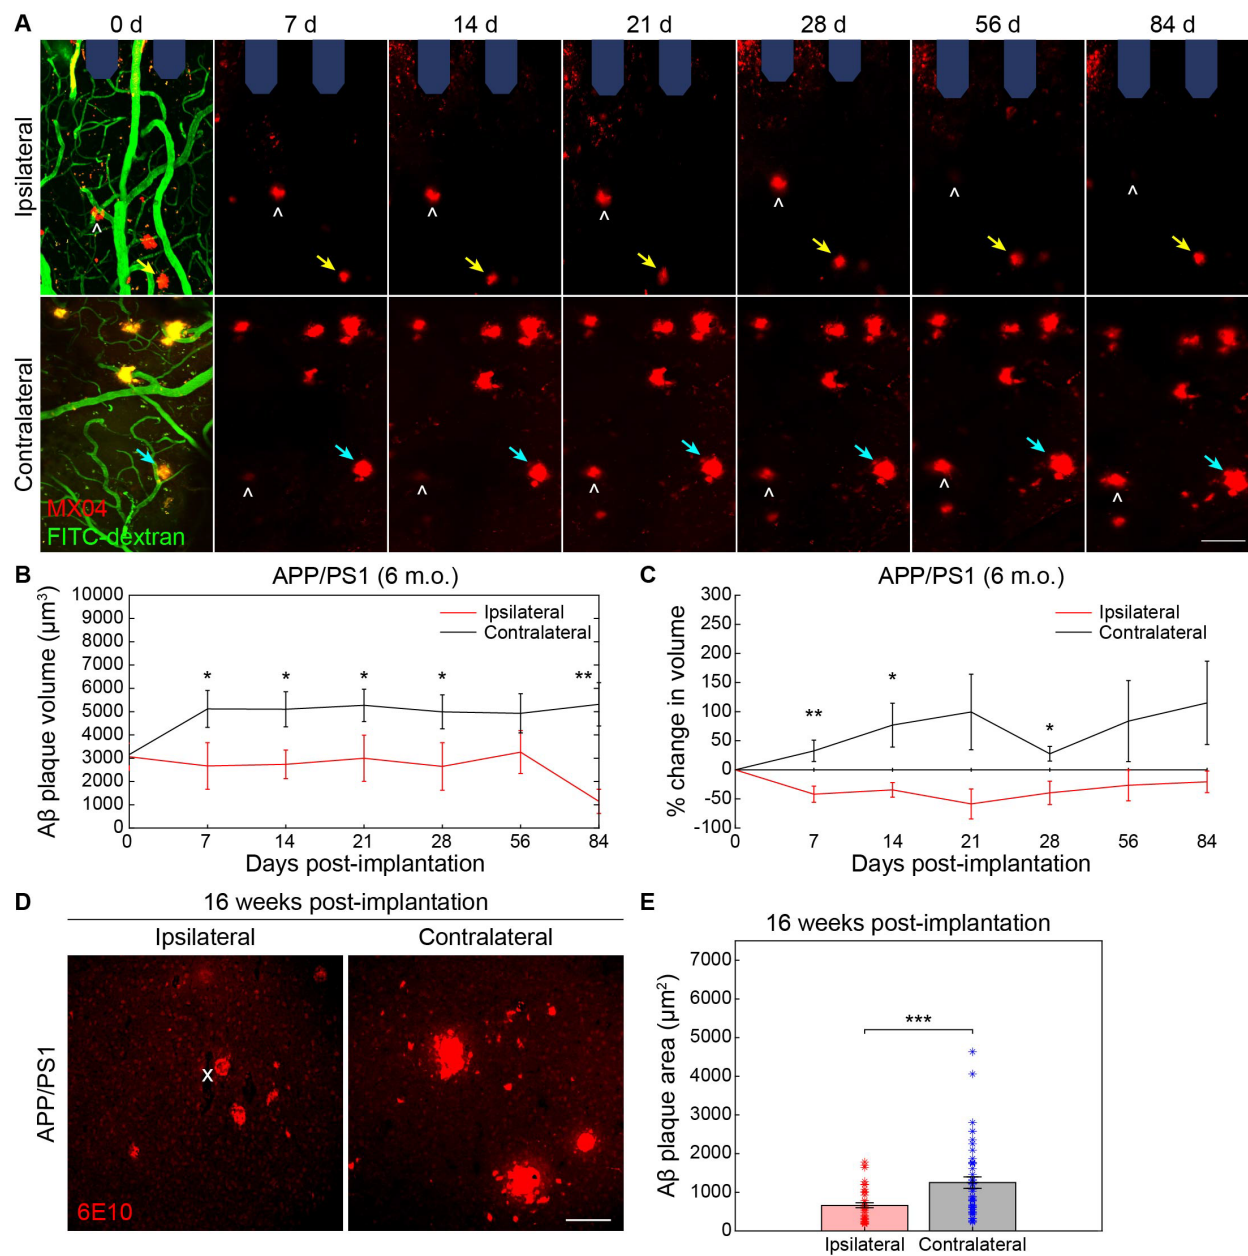 A
0 d 7 d 14 d 21 d 28 d 56 d 84 d
Ipsilateral
^ ^ ^ ^ ^ ^ ^
Contralateral
^ ^ ^ ^ ^ ^
MX04
FITC-dextran
B
APP/PS1 (6 m.o.)
Aβ plaque volume (µm³)
10000
9000
8000
7000
6000
5000
4000
3000
2000
1000
0
Ipsilateral
Contralateral
* * * * **
0 7 14 21 28 56 84
Days post-implantation
C
APP/PS1 (6 m.o.)
% change in volume
300
250
200
150
100
50
0
-50
-100
Ipsilateral
Contralateral
** * *
0 7 14 21 28 56 84
Days post-implantation
D
16 weeks post-implantation
Ipsilateral Contralateral
APP/PS1
x
6E10
E
16 weeks post-implantation
Aβ plaque area (µm²)
7000
6000
5000
4000
3000
2000
1000
0
***
Ipsilateral Contralateral